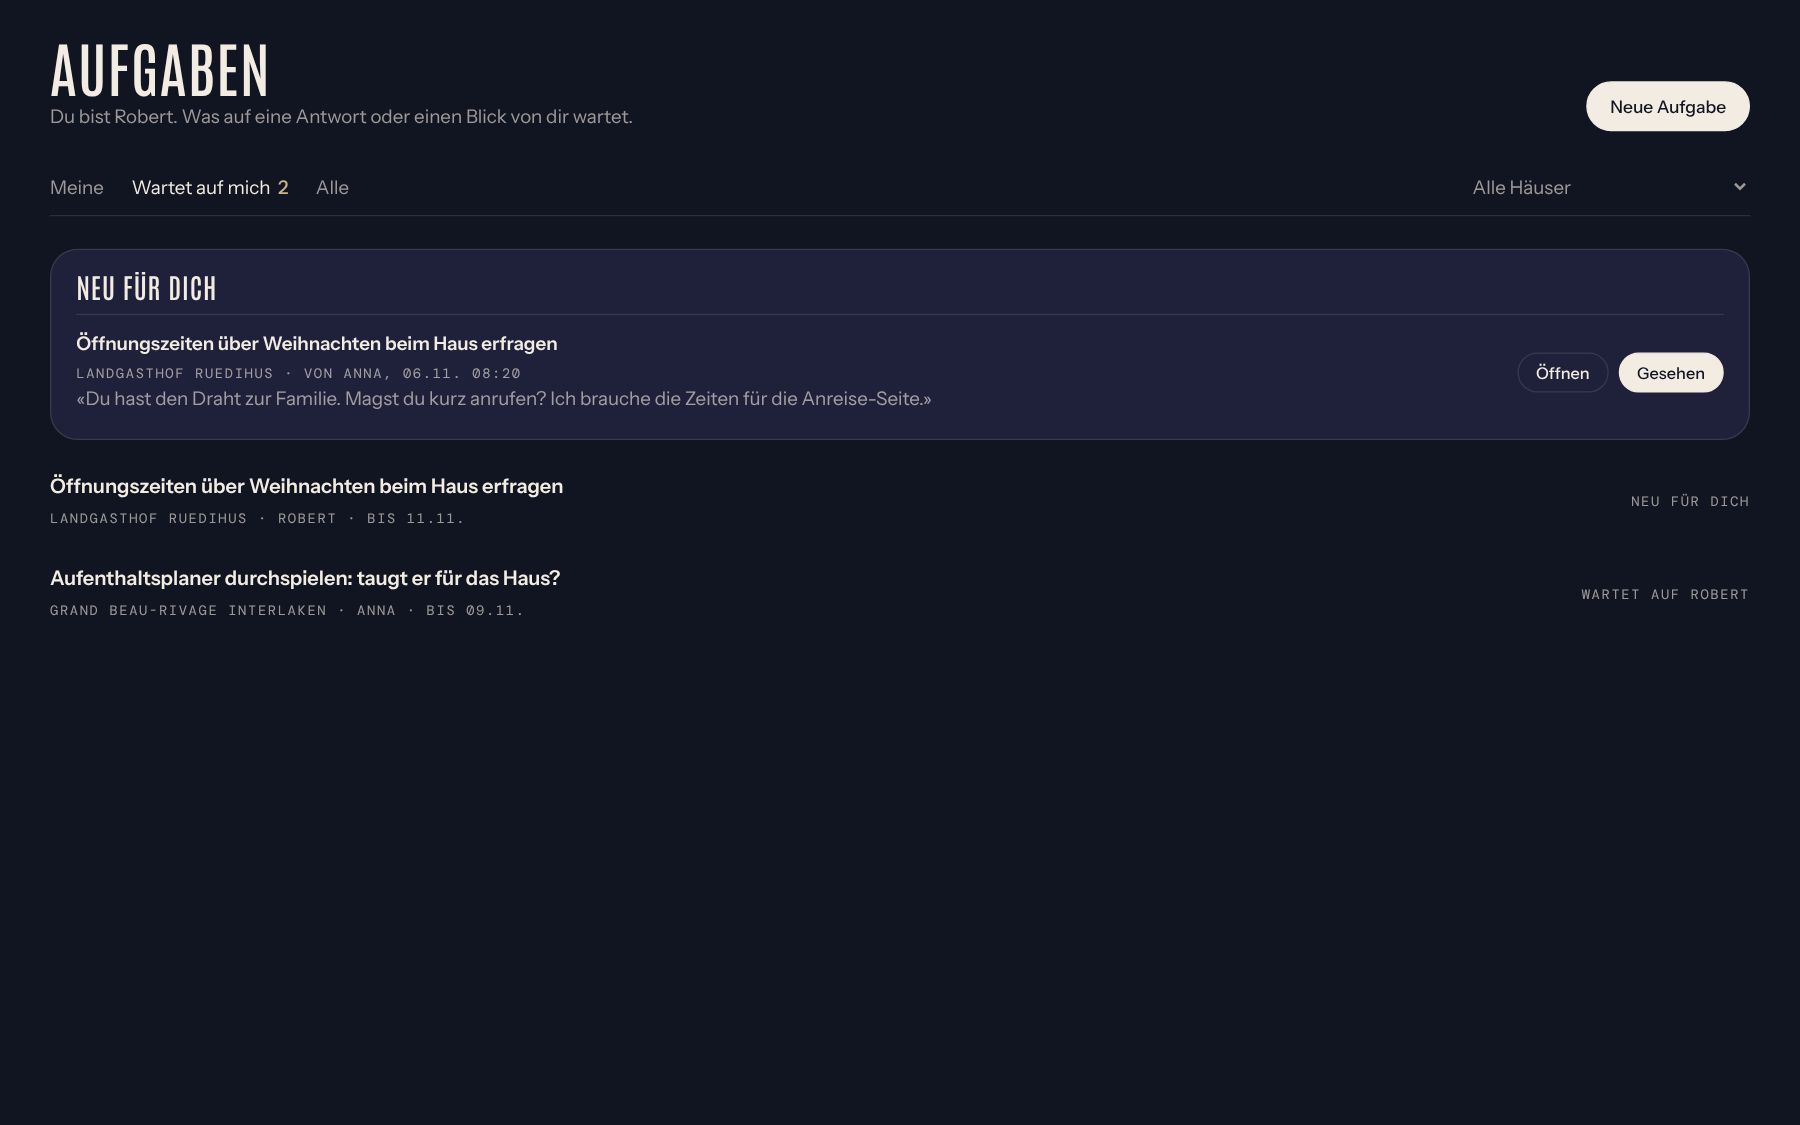 AUFGABEN
Du bist Robert. Was auf eine Antwort oder einen Blick von dir wartet.
Neue Aufgabe
Meine Wartet auf mich 2 Alle
Alle Häuser
NEU FÜR DICH
Öffnungszeiten über Weihnachten beim Haus erfragen
LANDGASTHOF RUEDIHUS · VON ANNA, 06.11. 08:20
«Du hast den Draht zur Familie. Magst du kurz anrufen? Ich brauche die Zeiten für die Anreise-Seite.»
Öffnen Gesehen
Öffnungszeiten über Weihnachten beim Haus erfragen
LANDGASTHOF RUEDIHUS · ROBERT · BIS 11.11.
NEU FÜR DICH
Aufenthaltsplaner durchspielen: taugt er für das Haus?
GRAND BEAU-RIVAGE INTERLAKEN · ANNA · BIS 09.11.
WARTET AUF ROBERT